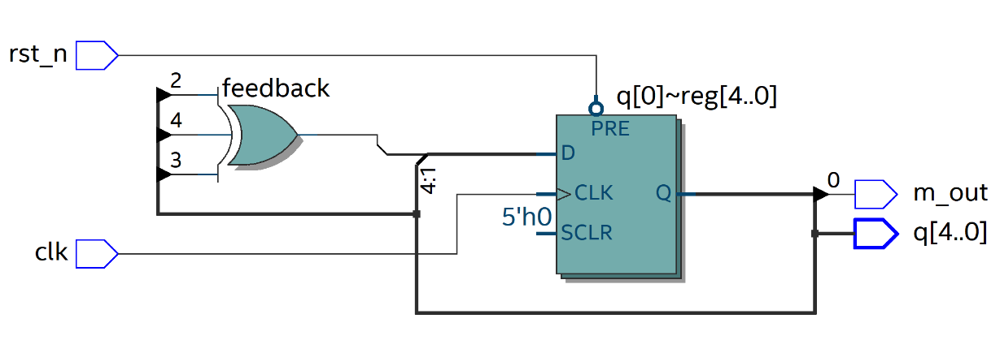 rst_n
2
feedback
4
3
q[0]~reg[4..0]
PRE
D
4:1
CLK
Q
5'h0
SCLR
0
m_out
q[4..0]
clk